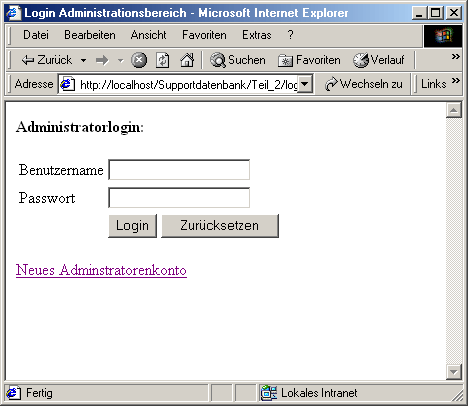 Login Administrationsbereich - Microsoft Internet Explorer
Datei Bearbeiten Ansicht Favoriten Extras ?
Zurück Suchen Favoriten Verlauf »
Adresse http://localhost/Supportdatenbank/Teil_2/log Wechseln zu Links »
Administratorlogin:
Benutzername
Passwort
Login Zurücksetzen
Neues Adminstratorenkonto
Fertig Lokales Intranet